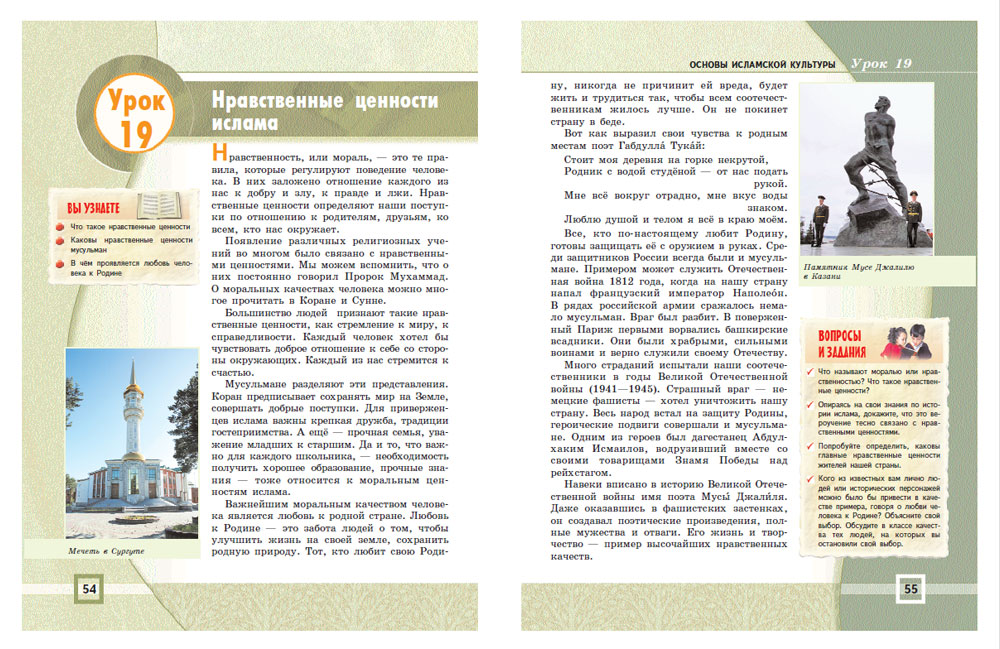 Урок
19
Нравственные ценности
ислама
Нравственность, или мораль, — это те пра-
вила, которые регулируют поведение челове-
ка. В них заложено отношение каждого из
нас к добру и злу, к правде и лжи. Нрав-
ственные ценности определяют наши поступ-
ки по отношению к родителям, друзьям, ко
всем, кто нас окружает.
Появление различных религиозных уче-
ний во многом было связано с нравственны-
ми ценностями. Мы можем вспомнить, что о
них постоянно говорил Пророк Мухаммад.
О моральных качествах человека можно мно-
гое прочитать в Коране и Сунне.
Большинство людей признают такие нрав-
ственные ценности, как стремление к миру, к
справедливости. Каждый человек хотел бы
чувствовать доброе отношение к себе со сторо-
ны окружающих. Каждый из нас стремится к
счастью.
Мусульмане разделяют эти представления.
Коран предписывает сохранять мир на Земле,
совершать добрые поступки. Для привержен-
цев ислама важны крепкая дружба, традиции
гостеприимства. А ещё — прочная семья, ува-
жение младших к старшим. Да и то, что важ-
но для каждого школьника, — необходимость
получить хорошее образование, прочные зна-
ния — тоже относится к моральным цен-
ностям ислама.
Важнейшим моральным качеством челове-
ка является любовь к родной стране. Любовь
к Родине — это забота людей о том, чтобы
улучшить жизнь на своей земле, сохранить
родную природу. Тот, кто любит свою Роди-
ВЫ УЗНАЕТЕ
Что такое нравственные ценности
Каковы нравственные ценности
мусульман
В чём проявляется любовь чело-
века к Родине
Мечеть в Сургуте
54
ОСНОВЫ ИСЛАМСКОЙ КУЛЬТУРЫ Урок 19
ну, никогда не причинит ей вреда, будет
жить и трудиться так, чтобы всем соотечест-
венникам жилось лучше. Он не покинет
страну в беде.
Вот как выразил свои чувства к родным
местам поэт Габдулла́ Тука́й:
Стоит моя деревня на горке некрутой,
Родник с водой студёной — от нас подать
рукой.
Мне всё вокруг отрадно, мне вкус воды
знаком.
Люблю душой и телом я всё в краю моём.
Все, кто по-настоящему любит Родину,
готовы защищать её с оружием в руках. Сре-
ди защитников России всегда были и мусуль-
мане. Примером может служить Отечествен-
ная война 1812 года, когда на нашу страну
напал французский император Наполео́н.
В рядах российской армии сражалось нема-
ло мусульман. Враг был разбит. В повержен-
ный Париж первыми ворвались башкирские
всадники. Они были храбрыми, сильными
воинами и верно служили своему Отечеству.
Много страданий испытали наши соотече-
ственники в годы Великой Отечественной
войны (1941—1945). Страшный враг — не-
мецкие фашисты — хотел уничтожить нашу
страну. Весь народ встал на защиту Родины,
героические подвиги совершали и мусульма-
не. Одним из героев был дагестанец Абдул-
хаким Исмаилов, водрузивший вместе со
своими товарищами Знамя Победы над
рейхстагом.
Навеки вписано в историю Великой Отече-
ственной войны имя поэта Мусы́ Джали́ля.
Даже оказавшись в фашистских застенках,
он создавал поэтические произведения, пол-
ные мужества и отваги. Его жизнь и твор-
чество — пример высочайших нравственных
качеств.
Памятник Мусе Джалилю
в Казани
ВОПРОСЫ
И ЗАДАНИЯ
Что называют моралью или нрав-
ственностью? Что такое нравствен-
ные ценности?
Опираясь на свои знания по исто-
рии ислама, докажите, что это ве-
роучение тесно связано с нрав-
ственными ценностями.
Попробуйте определить, каковы
главные нравственные ценности
жителей нашей страны.
Кого из известных вам лично лю-
дей или исторических персонажей
можно было бы привести в каче-
стве примера, говоря о любви че-
ловека к Родине? Объясните свой
выбор. Обсудите в классе качест-
ва тех людей, на которых вы
остановили свой выбор.
55